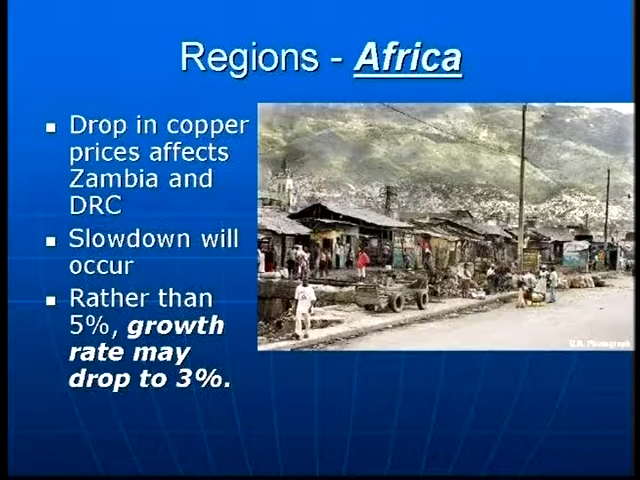 Regions - Africa
Drop in copper
prices affects
Zambia and
DRC
Slowdown will
occur
Rather than
5%, growth
rate may
drop to 3%.
U.N. Photograph